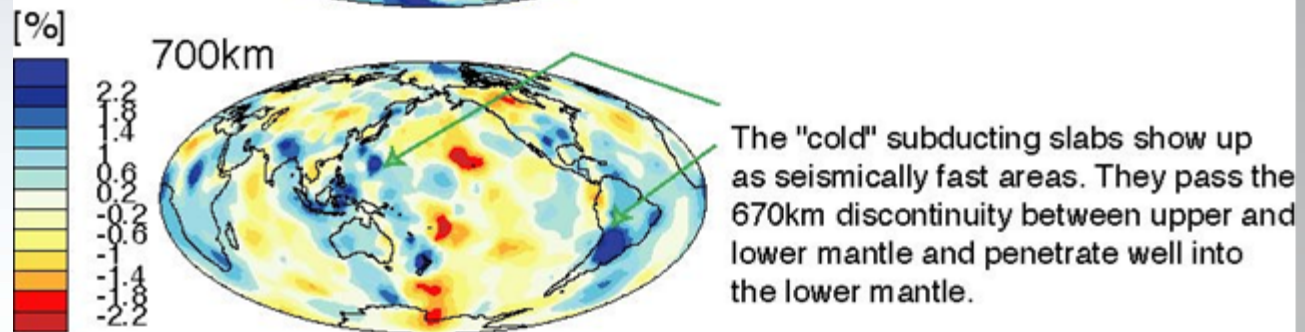 [%]
700km
2.2
1.8
1.4
1
0.6
0.2
-0.2
-0.6
-1
-1.4
-1.8
-2.2
The "cold" subducting slabs show up
as seismically fast areas. They pass the
670km discontinuity between upper and
lower mantle and penetrate well into
the lower mantle.